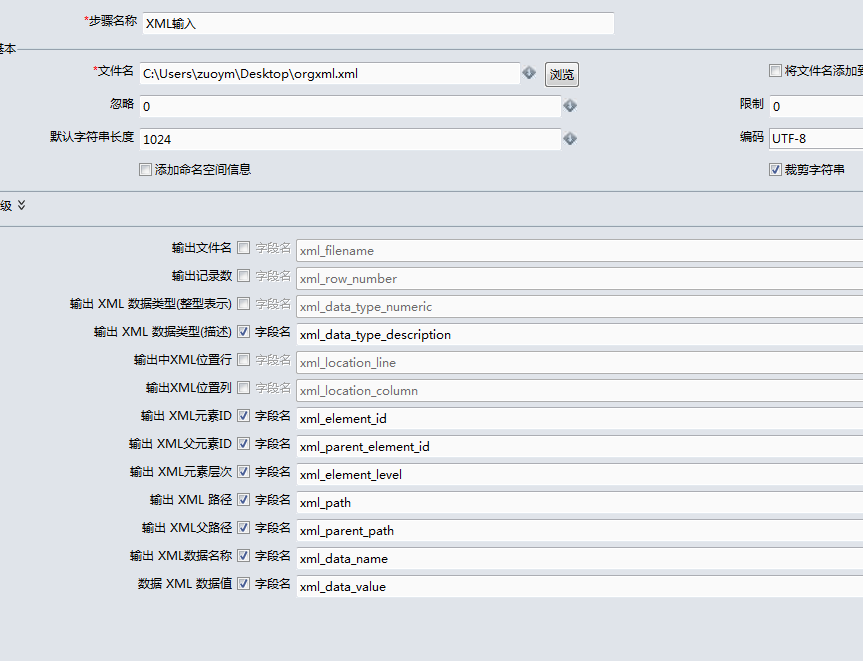 *步骤名称 XML输入
基本
*文件名 C:\Users\zuoym\Desktop\orgxml.xml 浏览 将文件名添加到
忽略 0 限制 0
默认字符串长度 1024 编码 UTF-8
添加命名空间信息 裁剪字符串
级
输出文件名 字段名 xml_filename
输出记录数 字段名 xml_row_number
输出 XML 数据类型(整型表示) 字段名 xml_data_type_numeric
输出 XML 数据类型(描述) 字段名 xml_data_type_description
输出中XML位置行 字段名 xml_location_line
输出XML位置列 字段名 xml_location_column
输出 XML元素ID 字段名 xml_element_id
输出 XML父元素ID 字段名 xml_parent_element_id
输出 XML元素层次 字段名 xml_element_level
输出 XML 路径 字段名 xml_path
输出 XML父路径 字段名 xml_parent_path
输出 XML数据名称 字段名 xml_data_name
数据 XML 数据值 字段名 xml_data_value